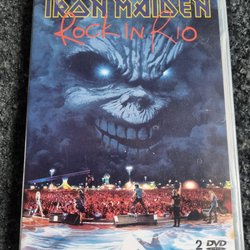 IRON MAIDEN
ROCK IN RIO
2 DVD